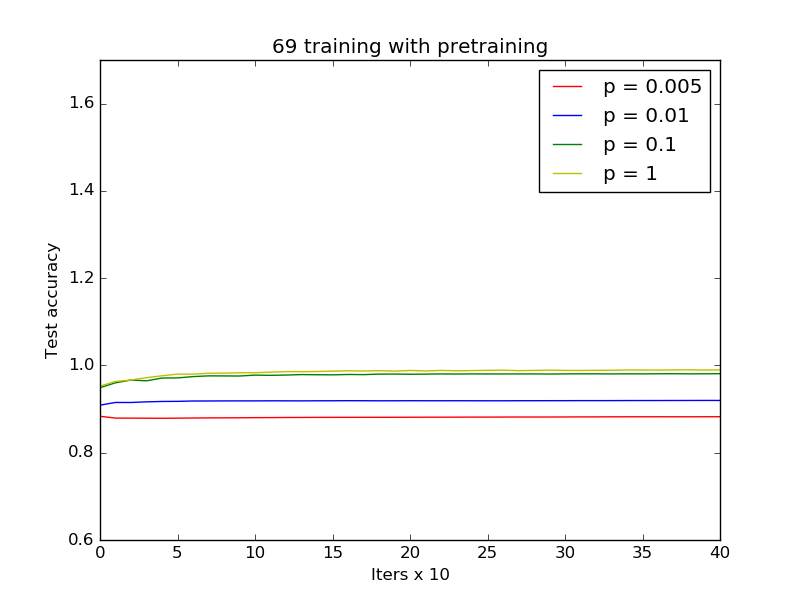 69 training with pretraining
p = 0.005
p = 0.01
p = 0.1
p = 1
1.6
1.4
1.2
1.0
0.8
0.6
Test accuracy
0 5 10 15 20 25 30 35 40
Iters x 10